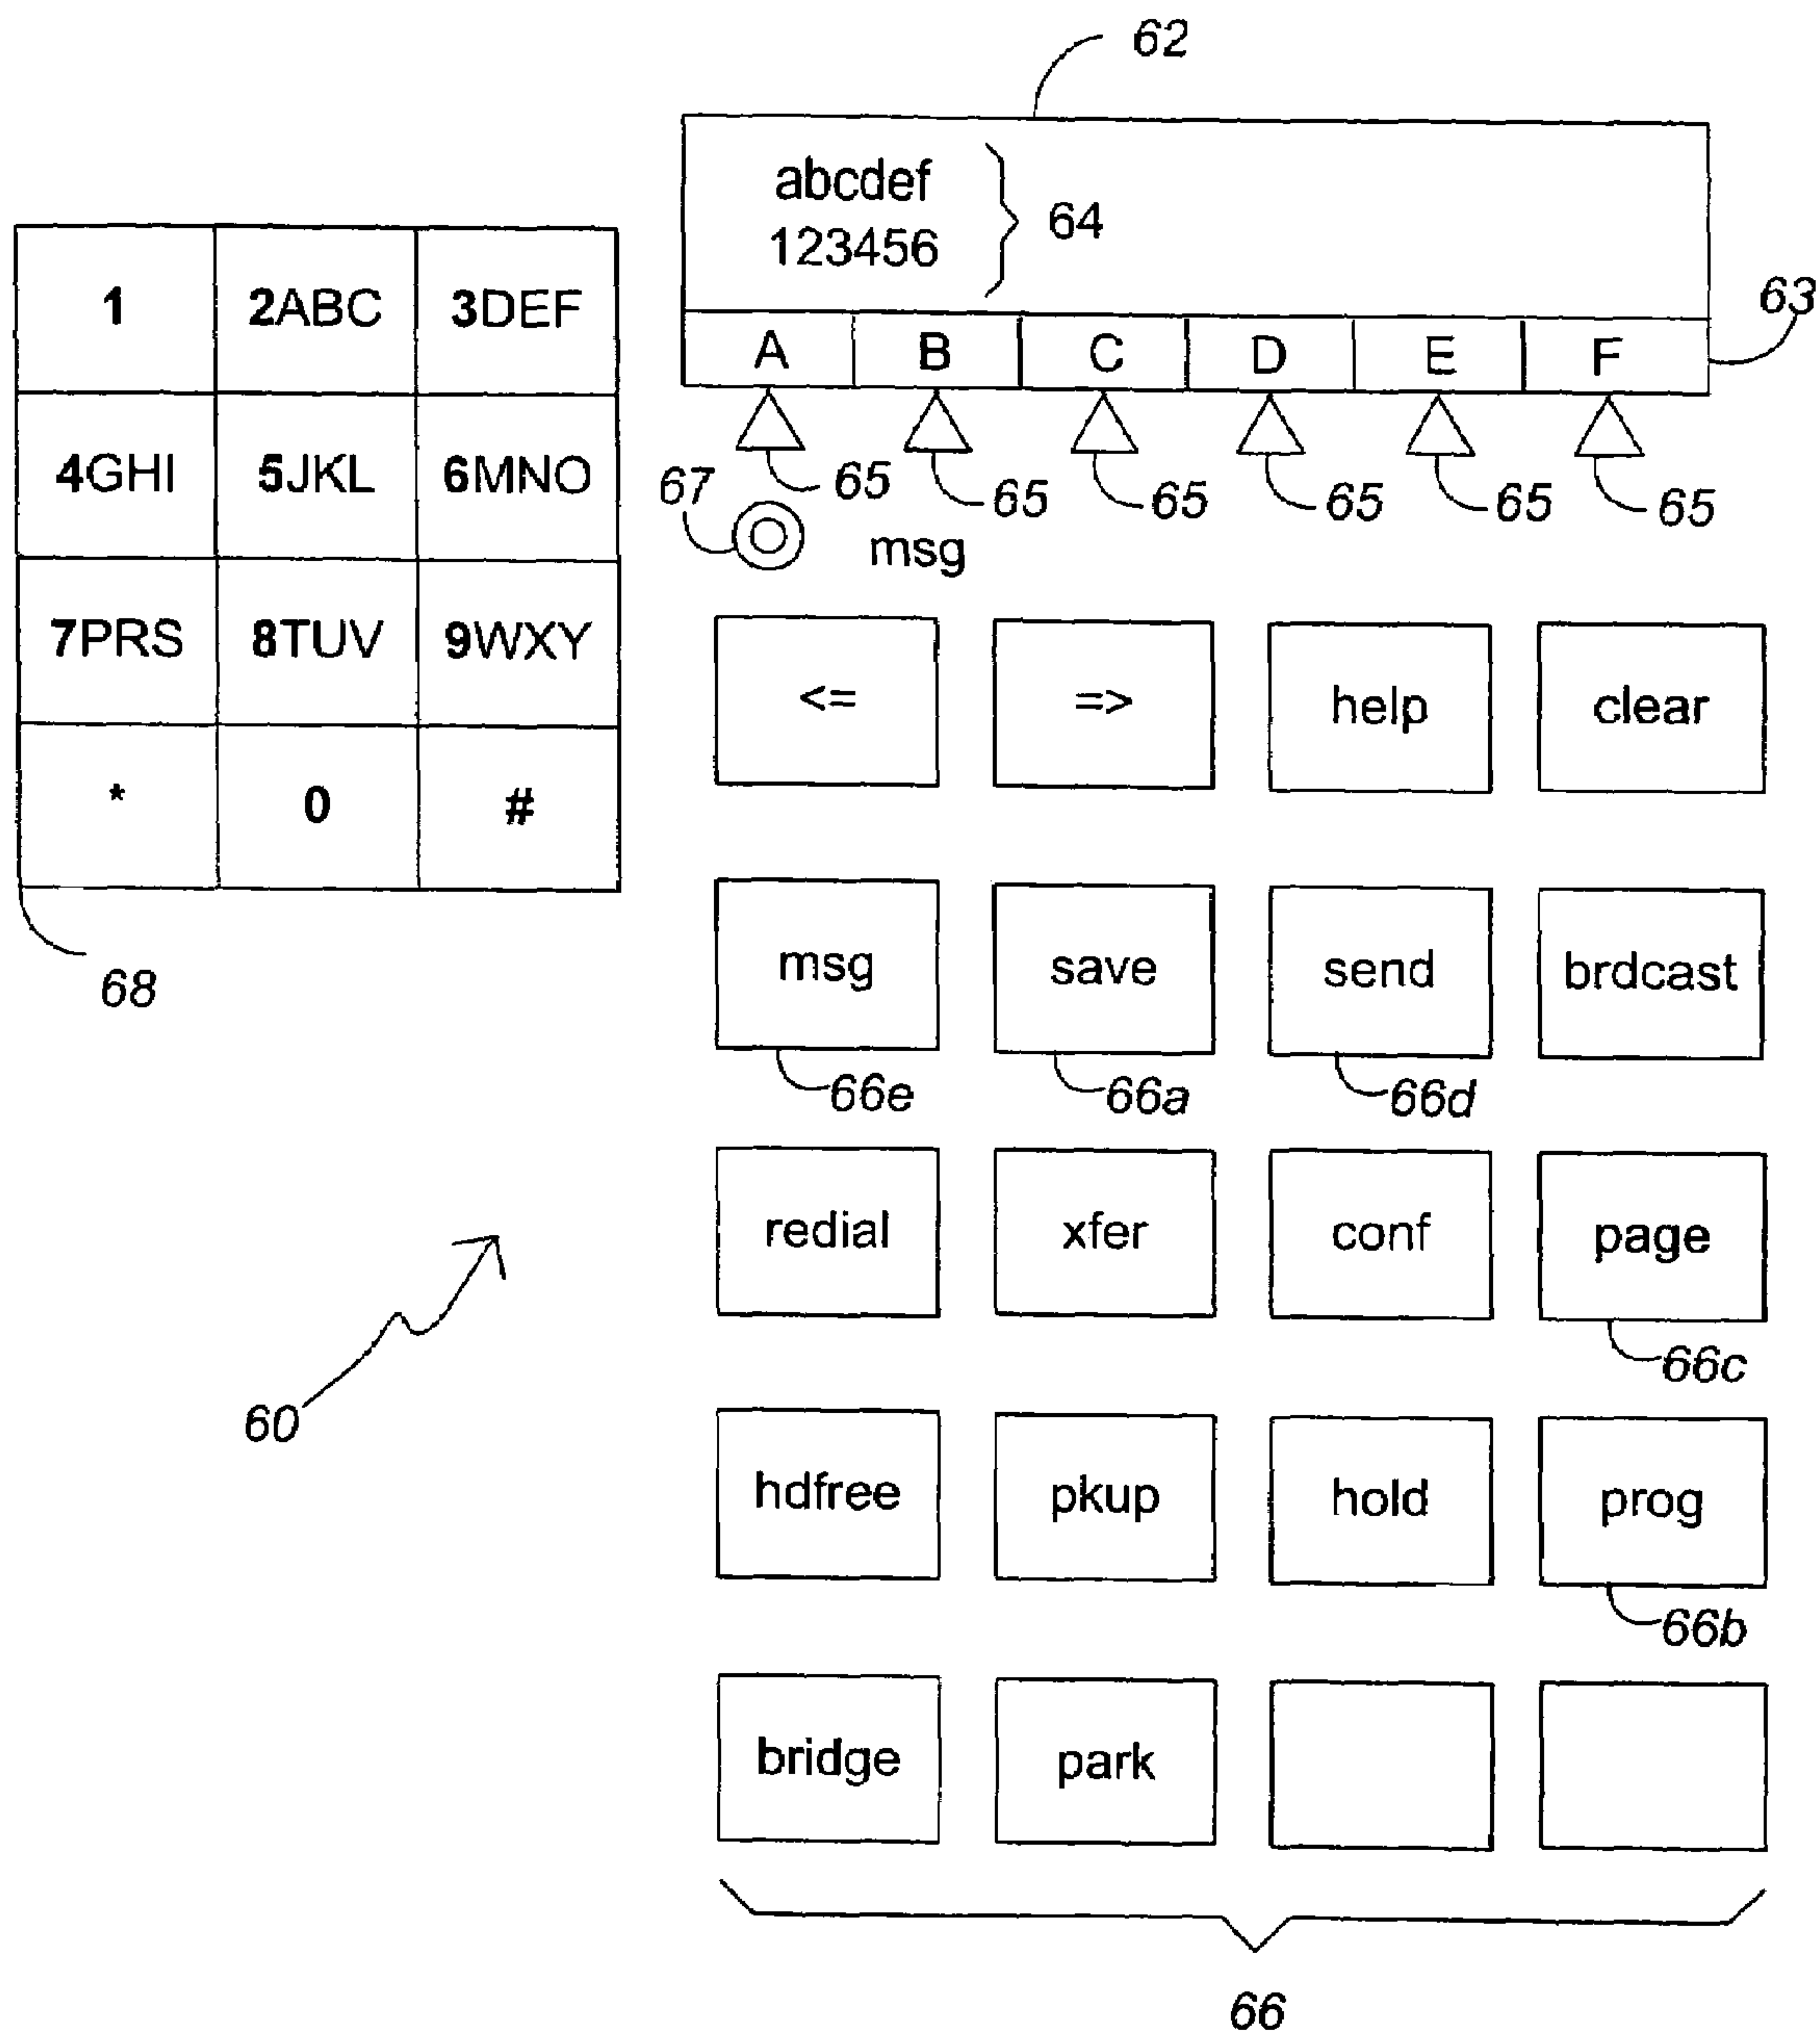 62
abcdef
123456
64
63
A B C D E F
65 65 65 65 65 65
67
msg
1 2ABC 3DEF
4GHI 5JKL 6MNO
7PRS 8TUV 9WXY
* 0 #
68
<= => help clear
msg save send brdcast
66e 66a 66d
redial xfer conf page
66c
60
hdfree pkup hold prog
66b
bridge park
66